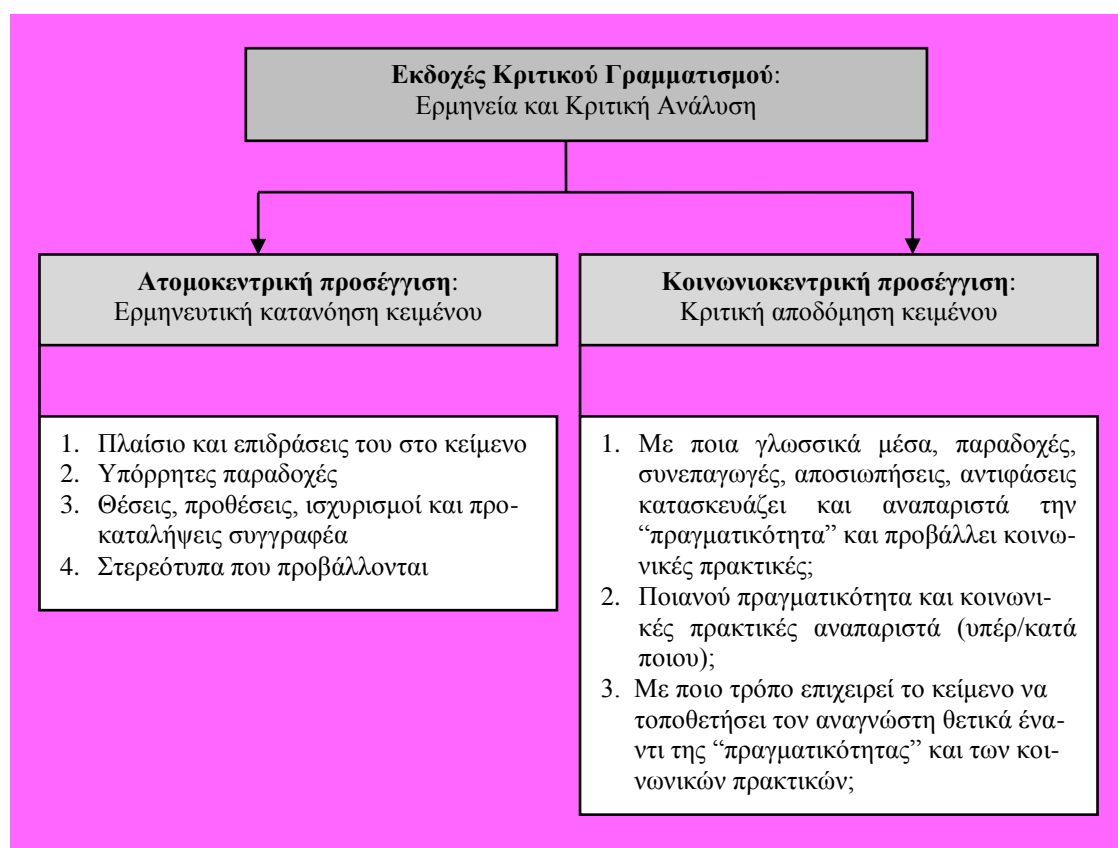 Εκδοχές Κριτικού Γραμματισμού:
Ερμηνεία και Κριτική Ανάλυση
Ατομοκεντρική προσέγγιση:
Ερμηνευτική κατανόηση κειμένου
Κοινωνιοκεντρική προσέγγιση:
Κριτική αποδόμηση κειμένου
1. Πλαίσιο και επιδράσεις του στο κείμενο
2. Υπόρρητες παραδοχές
3. Θέσεις, προθέσεις, ισχυρισμοί και προ-
καταλήψεις συγγραφέα
4. Στερεότυπα που προβάλλονται
1. Με ποια γλωσσικά μέσα, παραδοχές,
συνεπαγωγές, αποσιωπήσεις, αντιφάσεις
κατασκευάζει και αναπαριστά την
“πραγματικότητα” και προβάλλει κοινω-
νικές πρακτικές;
2. Ποιανού πραγματικότητα και κοινωνι-
κές πρακτικές αναπαριστά (υπέρ/κατά
ποιου);
3. Με ποιο τρόπο επιχειρεί το κείμενο να
τοποθετήσει τον αναγνώστη θετικά ένα-
ντι της “πραγματικότητας” και των κοι-
νωνικών πρακτικών;